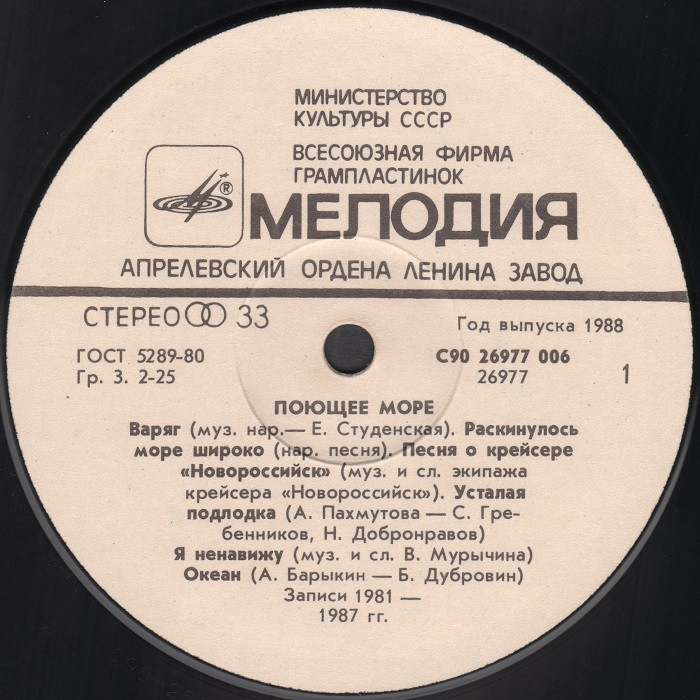 МИНИСТЕРСТВО
КУЛЬТУРЫ СССР
ВСЕСОЮЗНАЯ ФИРМА
ГРАМПЛАСТИНОК
®
МЕЛОДИЯ
АПРЕЛЕВСКИЙ ОРДЕНА ЛЕНИНА ЗАВОД
СТЕРЕО 33
Год выпуска 1988
ГОСТ 5289-80
С90 26977 006
Гр. 3. 2-25
26977
1
ПОЮЩЕЕ МОРЕ
Варяг (муз. нар.— Е. Студенская). Раскинулось
море широко (нар. песня). Песня о крейсере
«Новороссийск» (муз. и сл. экипажа
крейсера «Новороссийск»). Усталая
подлодка (А. Пахмутова — С. Гре-
бенников, Н. Добронравов)
Я ненавижу (муз. и сл. В. Мурычина)
Океан (А. Барыкин — Б. Дубровин)
Записи 1981 —
1987 гг.